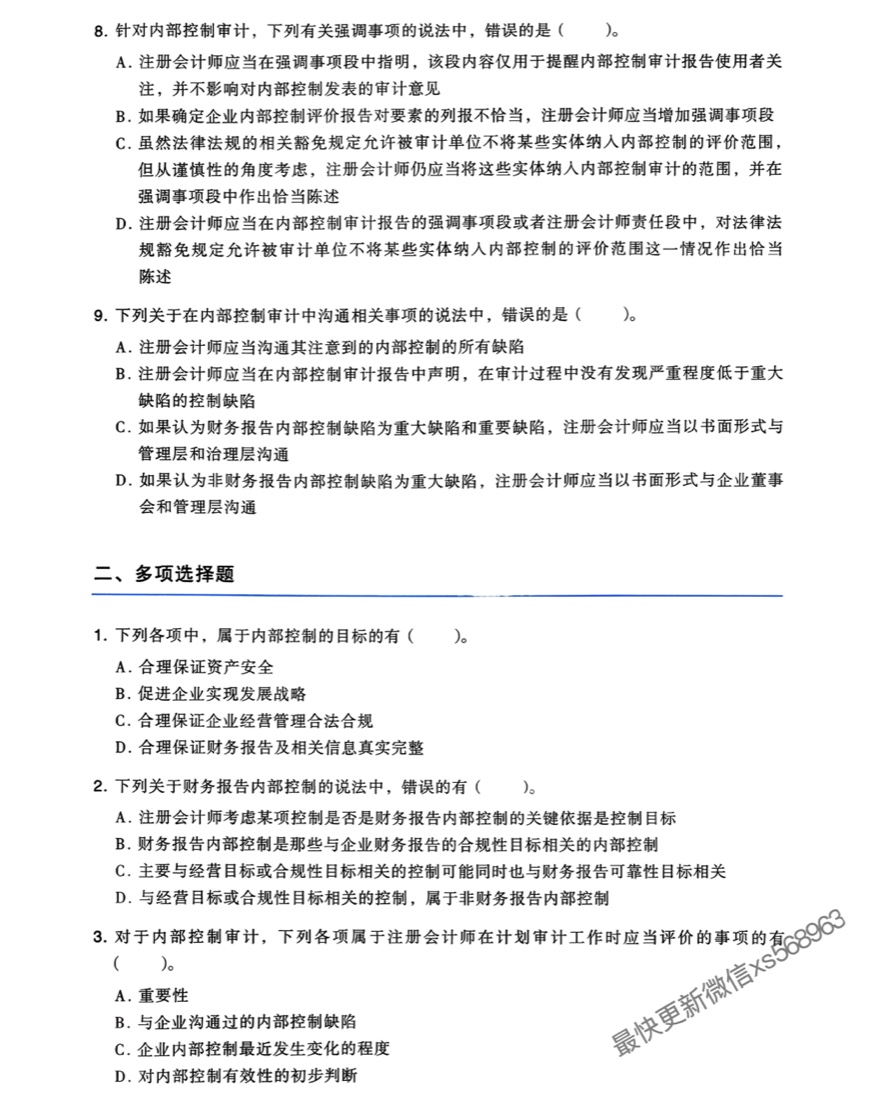 8. 针对内部控制审计，下列有关强调事项的说法中，错误的是（　　）。
A. 注册会计师应当在强调事项段中指明，该段内容仅用于提醒内部控制审计报告使用者关
注，并不影响对内部控制发表的审计意见
B. 如果确定企业内部控制评价报告对要素的列报不恰当，注册会计师应当增加强调事项段
C. 虽然法律法规的相关豁免规定允许被审计单位不将某些实体纳入内部控制的评价范围，
但从谨慎性的角度考虑，注册会计师仍应当将这些实体纳入内部控制审计的范围，并在
强调事项段中作出恰当陈述
D. 注册会计师应当在内部控制审计报告的强调事项段或者注册会计师责任段中，对法律法
规豁免规定允许被审计单位不将某些实体纳入内部控制的评价范围这一情况作出恰当
陈述
9. 下列关于在内部控制审计中沟通相关事项的说法中，错误的是（　　）。
A. 注册会计师应当沟通其注意到的内部控制的所有缺陷
B. 注册会计师应当在内部控制审计报告中声明，在审计过程中没有发现严重程度低于重大
缺陷的控制缺陷
C. 如果认为财务报告内部控制缺陷为重大缺陷和重要缺陷，注册会计师应当以书面形式与
管理层和治理层沟通
D. 如果认为非财务报告内部控制缺陷为重大缺陷，注册会计师应当以书面形式与企业董事
会和管理层沟通
二、多项选择题
1. 下列各项中，属于内部控制的目标的有（　　）。
A. 合理保证资产安全
B. 促进企业实现发展战略
C. 合理保证企业经营管理合法合规
D. 合理保证财务报告及相关信息真实完整
2. 下列关于财务报告内部控制的说法中，错误的有（　　）。
A. 注册会计师考虑某项控制是否是财务报告内部控制的关键依据是控制目标
B. 财务报告内部控制是那些与企业财务报告的合规性目标相关的内部控制
C. 主要与经营目标或合规性目标相关的控制可能同时也与财务报告可靠性目标相关
D. 与经营目标或合规性目标相关的控制，属于非财务报告内部控制
3. 对于内部控制审计，下列各项属于注册会计师在计划审计工作时应当评价的事项的有
（　　）。
A. 重要性
B. 与企业沟通过的内部控制缺陷
C. 企业内部控制最近发生变化的程度
D. 对内部控制有效性的初步判断
最快更新微信xs568963